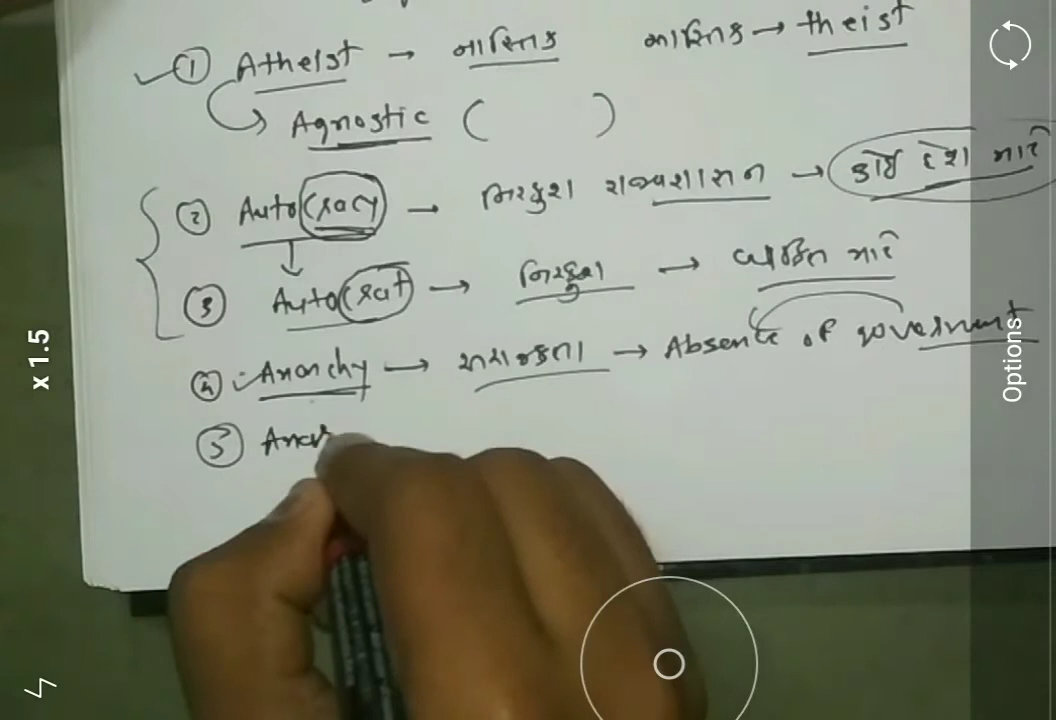 ① Atheist → નાસ્તિક આસ્તિક → theist
Agnostic ( )
② Autocracy → નિરંકુશ રાજ્યશાસન → કોઈ દેશ માટે
③ Autocrat → નિરંકુશ → વ્યક્તિ માટે
④ Anarchy → અરાજકતા → Absence of government
⑤ Anar
x 1.5
Options